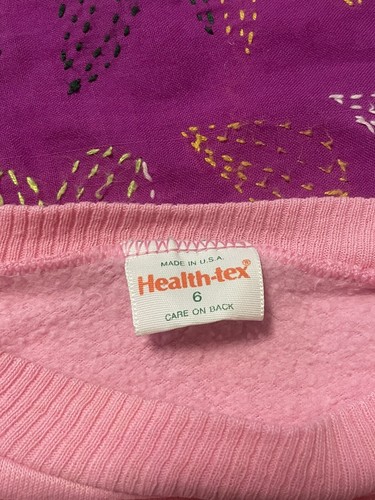 MADE IN U.S.A.
Health-tex®
6
CARE ON BACK